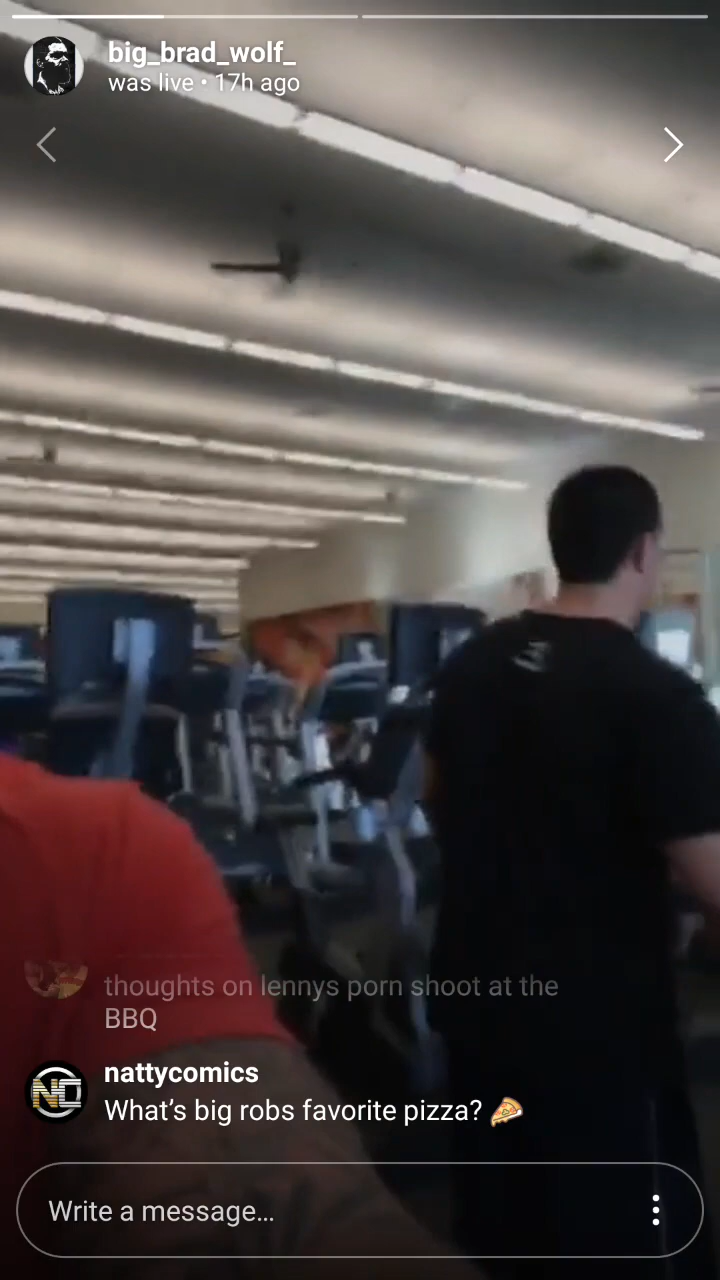 big_brad_wolf_
was live • 17h ago
thoughts on lennys porn shoot at the
BBQ
nattycomics
What's big robs favorite pizza? 🍕
Write a message...